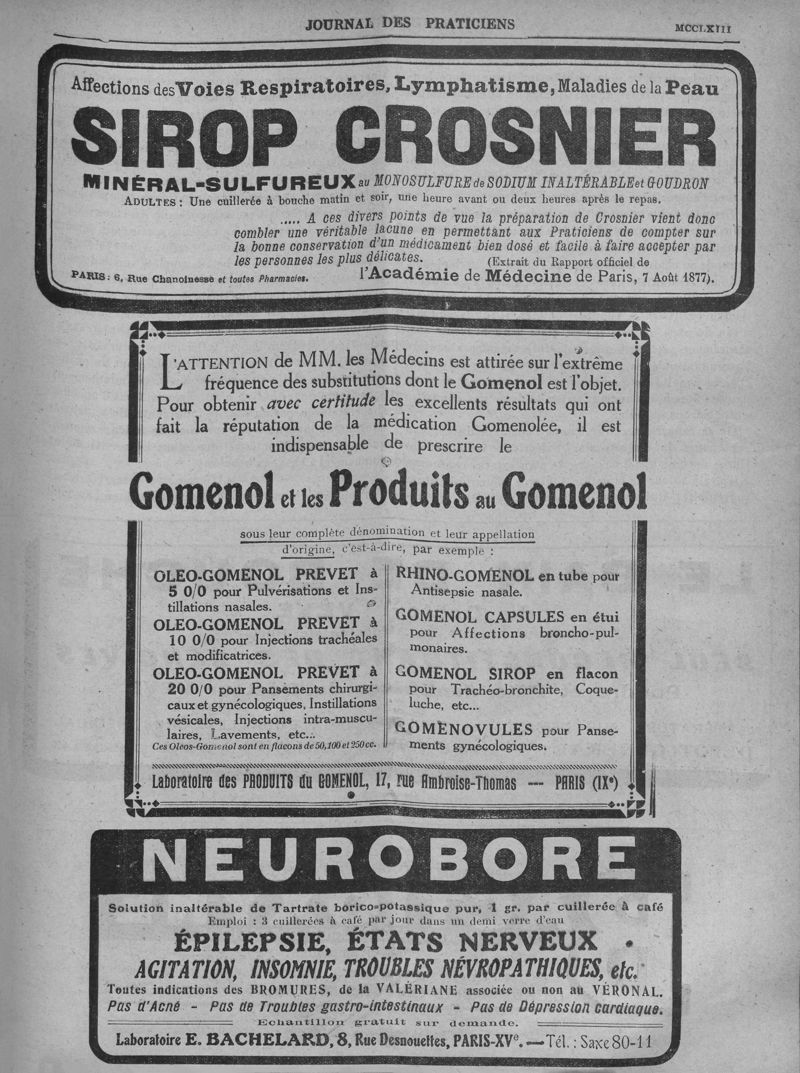 JOURNAL DES PRATICIENS
MCCLXIII
Affections des Voies Respiratoires, Lymphatisme, Maladies de la Peau
SIROP CROSNIER
MINÉRAL-SULFUREUX au MONOSULFURE de SODIUM INALTÉRABLE et GOUDRON
ADULTES : Une cuillerée à bouche matin et soir, une heure avant ou deux heures après le repas.
..... A ces divers points de vue la préparation de Crosnier vient donc
combler une véritable lacune en permettant aux Praticiens de compter sur
la bonne conservation d'un médicament bien dosé et facile à faire accepter par
les personnes les plus délicates. (Extrait du Rapport officiel de
PARIS : 6, Rue Chanoinesse et toutes Pharmacies. l'Académie de Médecine de Paris, 7 Août 1877).
L'ATTENTION de MM. les Médecins est attirée sur l'extrême
fréquence des substitutions dont le Gomenol est l'objet.
Pour obtenir avec certitude les excellents résultats qui ont
fait la réputation de la médication Gomenolée, il est
indispensable de prescrire le
Gomenol et les Produits au Gomenol
sous leur complète dénomination et leur appellation
d'origine, c'est-à-dire, par exemple :
OLEO-GOMENOL PREVET à
5 0/0 pour Pulvérisations et Ins-
tillations nasales.
OLEO-GOMENOL PREVET à
10 0/0 pour Injections trachéales
et modificatrices.
OLEO-GOMENOL PREVET à
20 0/0 pour Pansements chirurgi-
caux et gynécologiques, Instillations
vésicales, Injections intra-muscu-
laires, Lavements, etc...
Ces Oleos-Gomenol sont en flacons de 50, 100 et 250 cc.
RHINO-GOMENOL en tube pour
Antisepsie nasale.
GOMENOL CAPSULES en étui
pour Affections broncho-pul-
monaires.
GOMENOL SIROP en flacon
pour Trachéo-bronchite, Coque-
luche, etc...
GOMENOVULES pour Panse-
ments gynécologiques.
Laboratoire des PRODUITS du GOMENOL, 17, rue Ambroise-Thomas — PARIS (IXe)
NEUROBORE
Solution inaltérable de Tartrate borico-potassique pur, 1 gr. par cuillerée à café
Emploi : 3 cuillerées à café par jour dans un demi verre d'eau
ÉPILEPSIE, ÉTATS NERVEUX
AGITATION, INSOMNIE, TROUBLES NÉVROPATHIQUES, etc.
Toutes indications des BROMURES, de la VALÉRIANE associée ou non au VÉRONAL.
Pas d'Acné - Pas de Troubles gastro-intestinaux - Pas de Dépression cardiaque.
Echantillon gratuit sur demande.
Laboratoire E. BACHELARD, 8, Rue Desnouettes, PARIS-XVe. — Tél. : Saxe 80-11